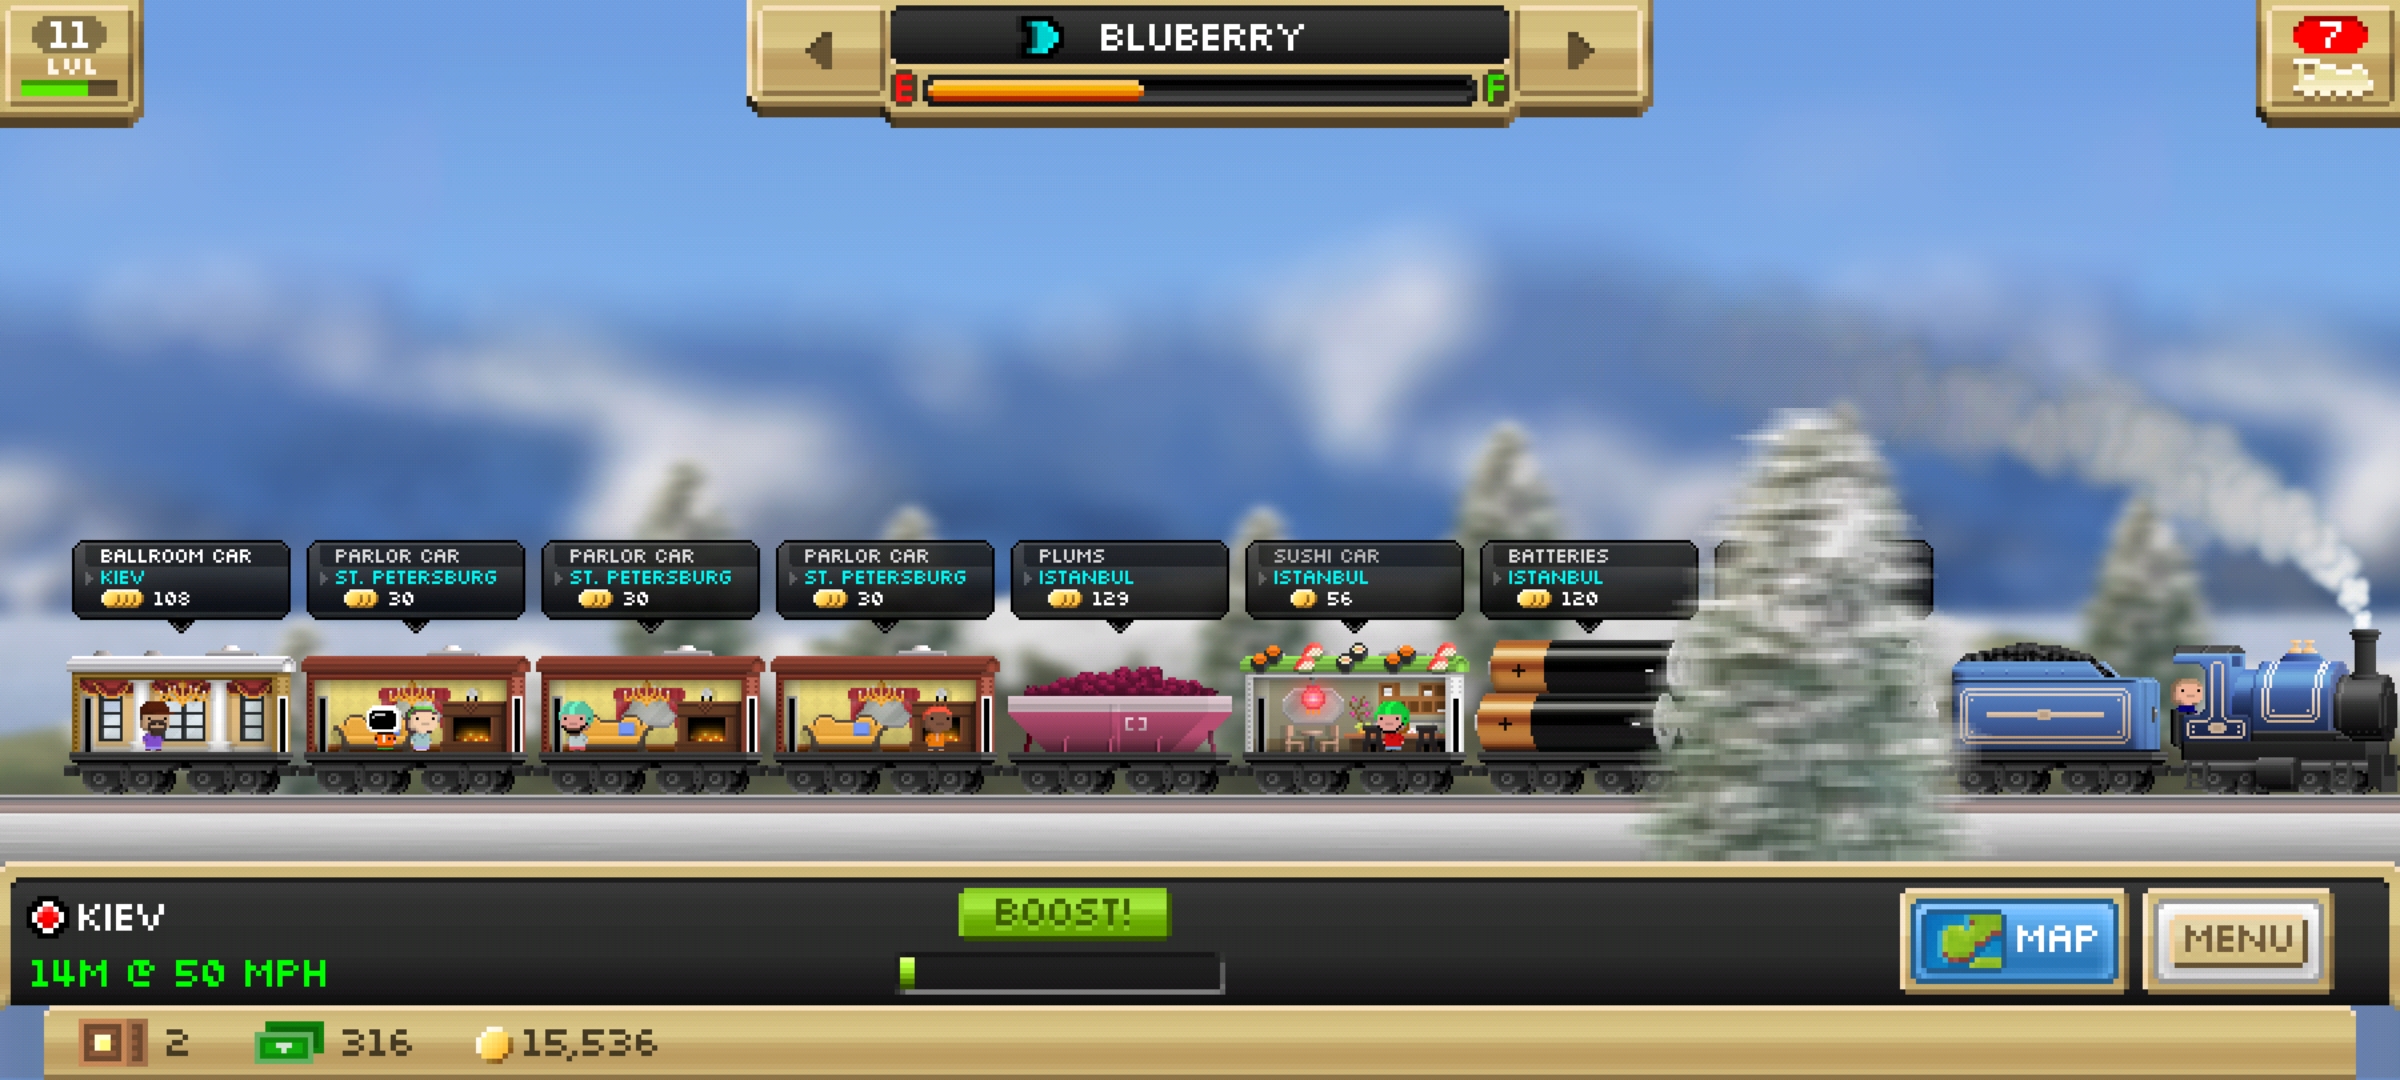 11
LVL
BLUBERRY
E F
7
BALLROOM CAR
KIEV
108
PARLOR CAR
ST. PETERSBURG
30
PARLOR CAR
ST. PETERSBURG
30
PARLOR CAR
ST. PETERSBURG
30
PLUMS
ISTANBUL
129
SUSHI CAR
ISTANBUL
56
BATTERIES
ISTANBUL
120
KIEV
14M @ 50 MPH
BOOST!
MAP
MENU
2
316
15,536